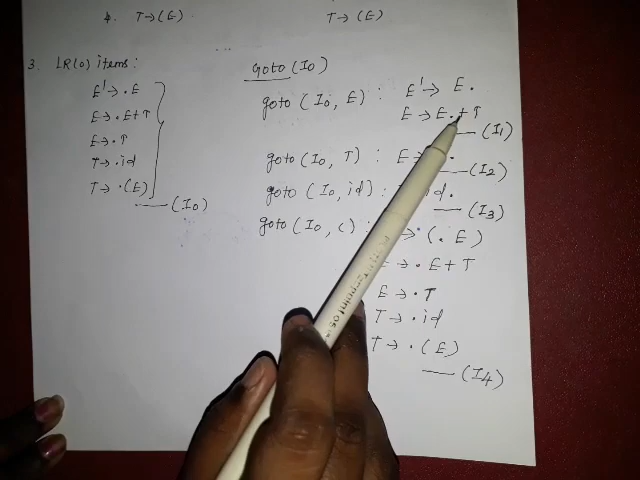 4. T→(E) T→(E)
3. LR(0) items:
E'→.E
E→.E+T
E→.T
T→.id
T→.(E)
(I0)
Goto (I0)
goto (I0, E) : E'→ E.
E→E.+T
(I1)
goto (I0, T) : E→ .
(I2)
goto (I0, id) : id.
(I3)
goto (I0, () : →(.E)
→.E+T
E→.T
T→.id
T→.(E)
(I4)